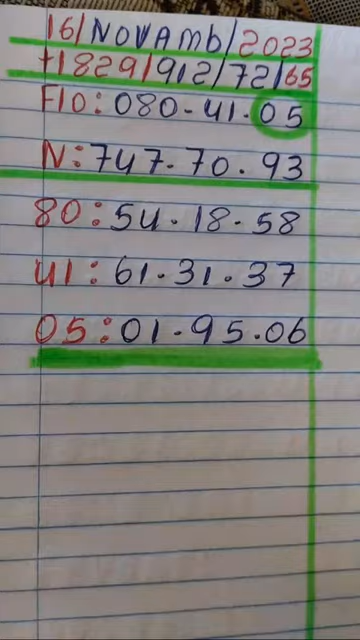 16/NOVAMb/2023
+1829/912/72/65
F10:080-41.05
N:747.70.93
80:54.18.58
41:61.31.37
05:01.95.06